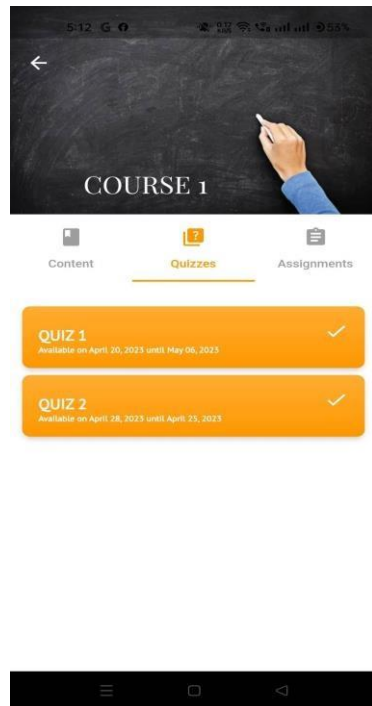 5:12 G
53%
COURSE 1
?
Content
Quizzes
Assignments
QUIZ 1
Available on April 20, 2023 until May 06, 2023
QUIZ 2
Available on April 28, 2023 until April 25, 2023